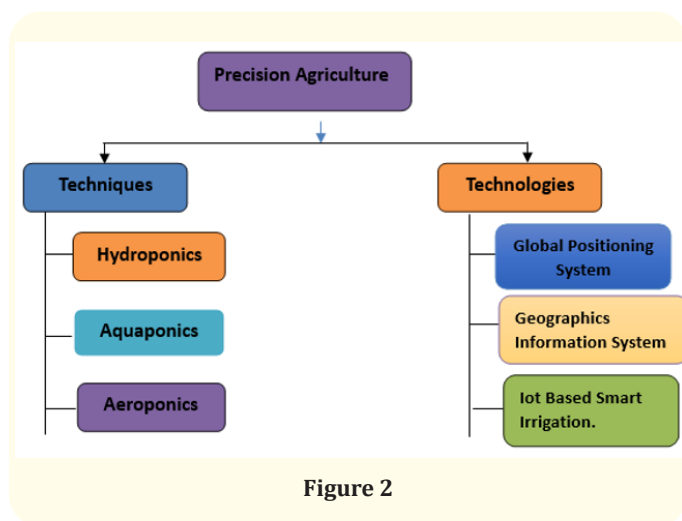 Precision Agriculture
Techniques
Technologies
Hydroponics
Aquaponics
Aeroponics
Global Positioning
System
Geographics
Information System
Iot Based Smart
Irrigation.
Figure 2